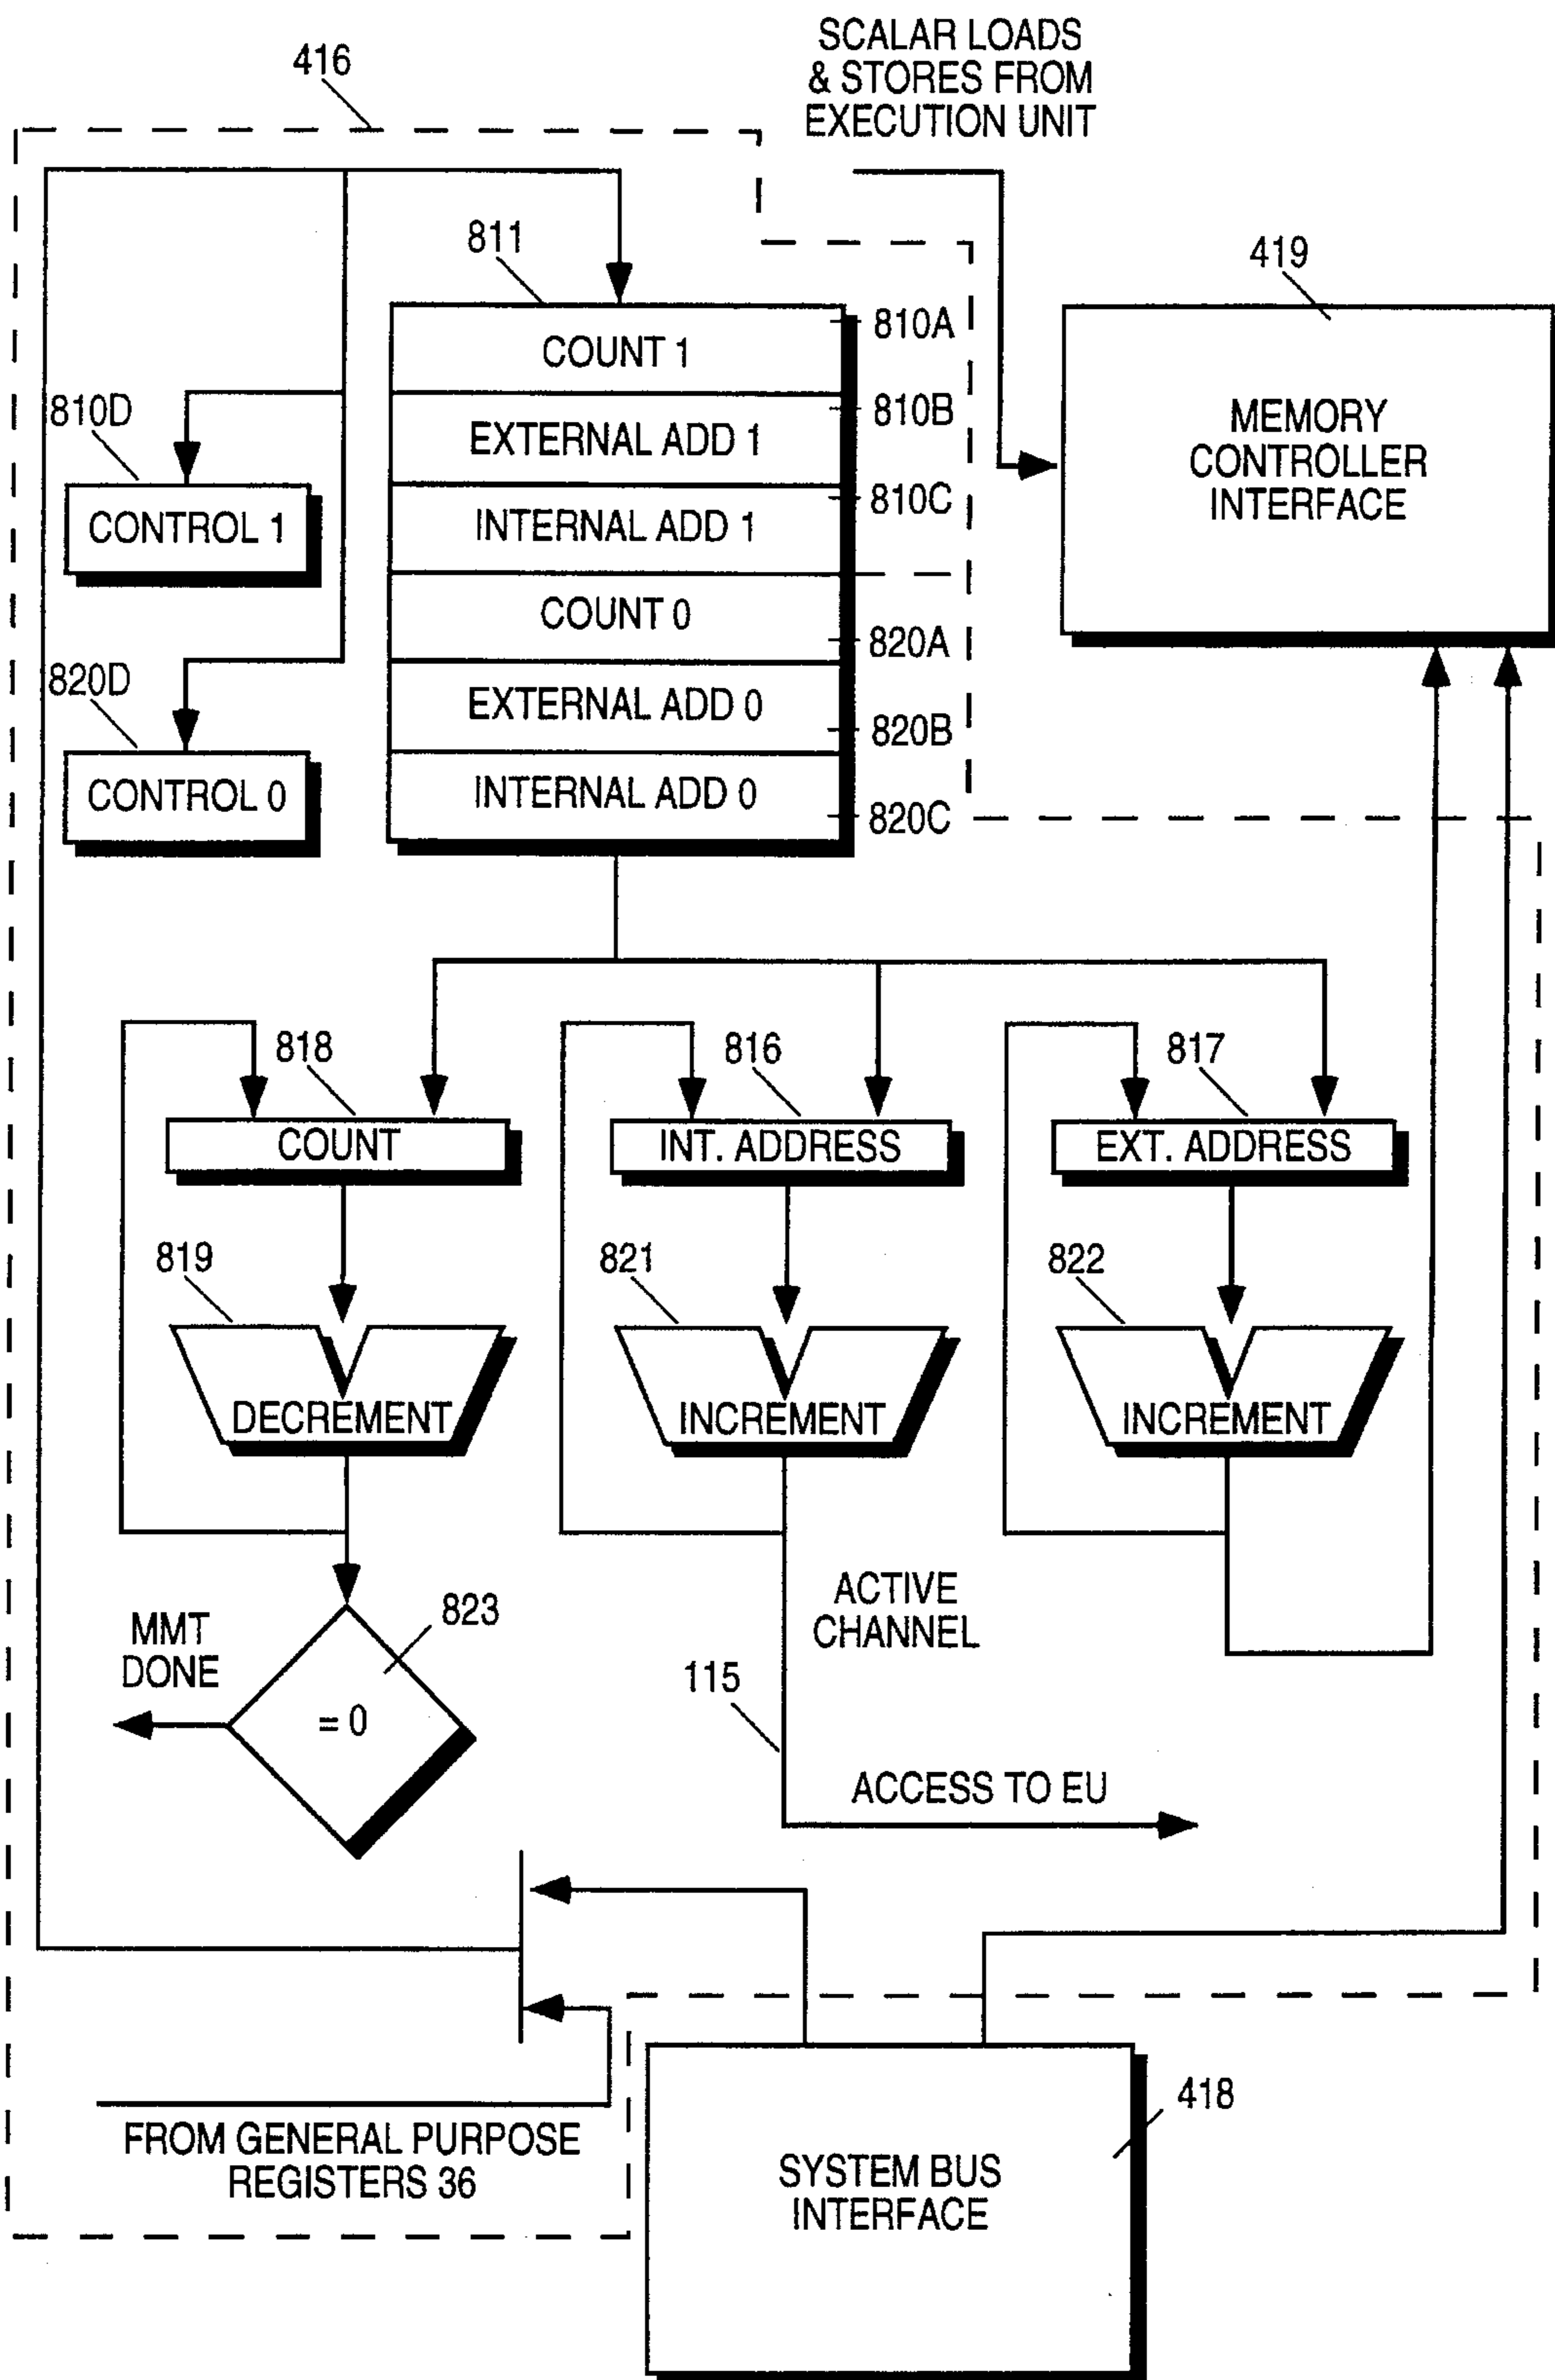 SCALAR LOADS
& STORES FROM
EXECUTION UNIT
416
811
419
810A
COUNT 1
810D
810B
EXTERNAL ADD 1
MEMORY
CONTROLLER
INTERFACE
810C
CONTROL 1
INTERNAL ADD 1
COUNT 0
820A
820D
EXTERNAL ADD 0
820B
CONTROL 0
INTERNAL ADD 0
820C
818
816
817
COUNT
INT. ADDRESS
EXT. ADDRESS
819
821
822
DECREMENT
INCREMENT
INCREMENT
ACTIVE
CHANNEL
823
MMT
DONE
115
= 0
ACCESS TO EU
418
FROM GENERAL PURPOSE
REGISTERS 36
SYSTEM BUS
INTERFACE